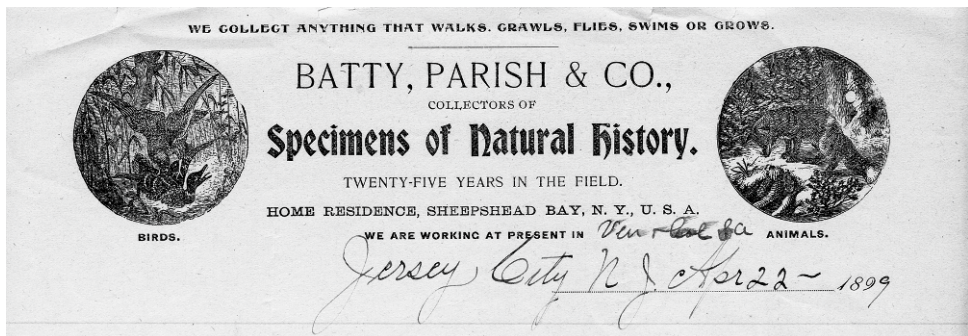 WE COLLECT ANYTHING THAT WALKS. CRAWLS, FLIES, SWIMS OR GROWS.
BATTY, PARISH & CO.,
COLLECTORS OF
Specimens of Natural History.
TWENTY-FIVE YEARS IN THE FIELD.
HOME RESIDENCE, SHEEPSHEAD BAY, N. Y., U. S. A.
BIRDS.
WE ARE WORKING AT PRESENT IN Ven
ANIMALS.
Jersey City N J. Apr 22 - 1899